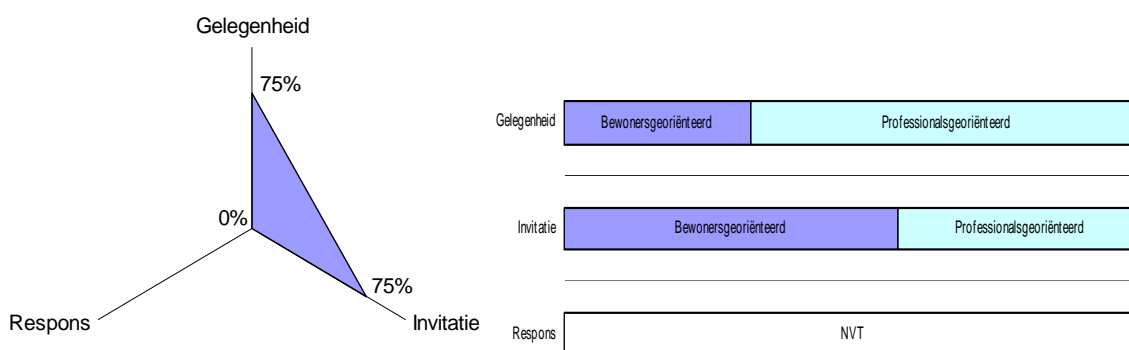 Gelegenheid
75%
0%
75%
Respons
Invitatie
Gelegenheid
Bewonersgeoriënteerd
Professionalsgeoriënteerd
Invitatie
Bewonersgeoriënteerd
Professionalsgeoriënteerd
Respons
NVT